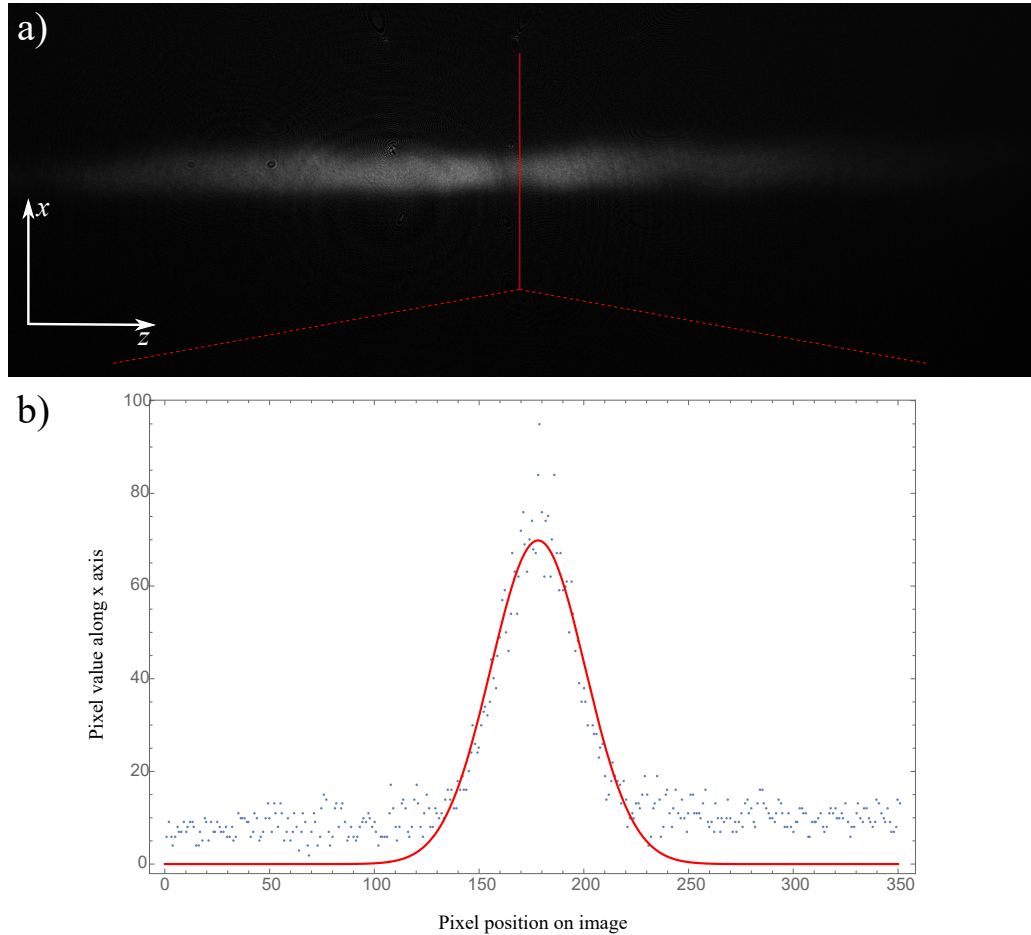 a)
x
z
b)
100
80
60
40
20
0
0 50 100 150 200 250 300 350
Pixel value along x axis
Pixel position on image